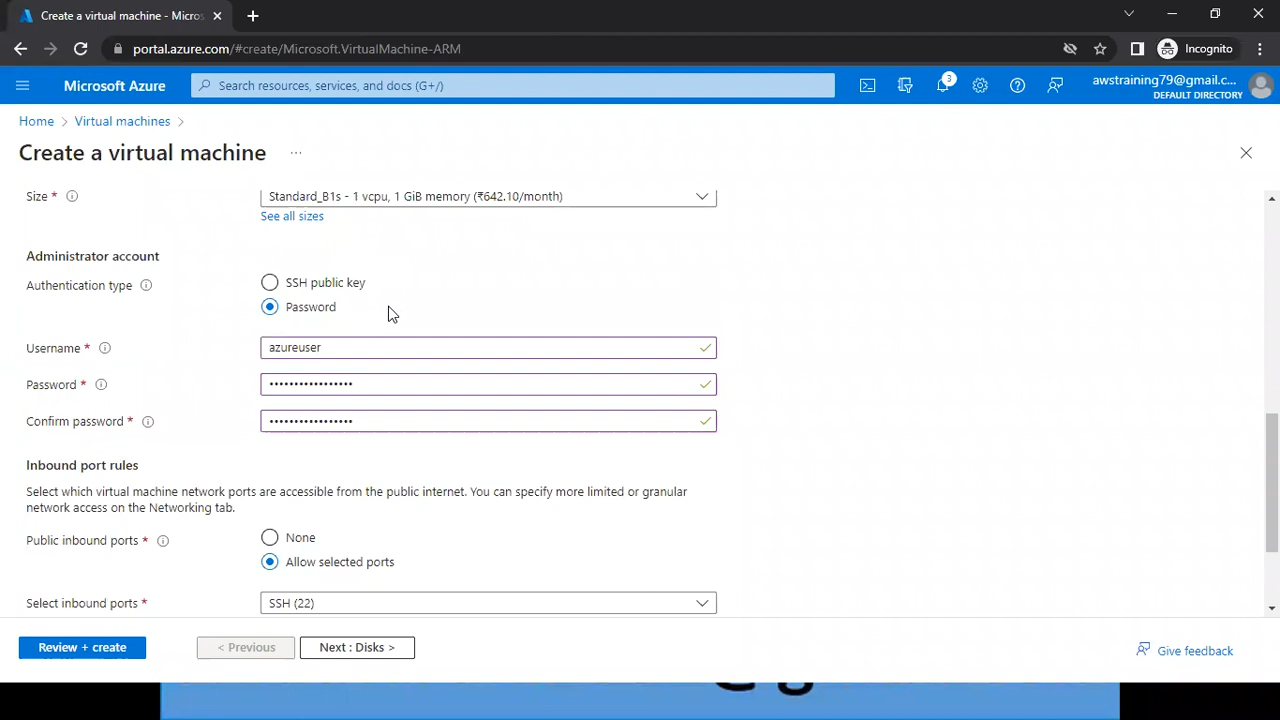 Create a virtual machine - Micros
portal.azure.com/#create/Microsoft.VirtualMachine-ARM
Incognito
Microsoft Azure
Search resources, services, and docs (G+/)
3
awstraining79@gmail.c...
DEFAULT DIRECTORY
Home > Virtual machines >
Create a virtual machine ...
Size *
Standard_B1s - 1 vcpu, 1 GiB memory (₹642.10/month)
See all sizes
Administrator account
Authentication type
SSH public key
Password
Username *
azureuser
Password *
•••••••••••••••••
Confirm password *
•••••••••••••••••
Inbound port rules
Select which virtual machine network ports are accessible from the public internet. You can specify more limited or granular
network access on the Networking tab.
Public inbound ports *
None
Allow selected ports
Select inbound ports *
SSH (22)
Review + create
< Previous
Next : Disks >
Give feedback